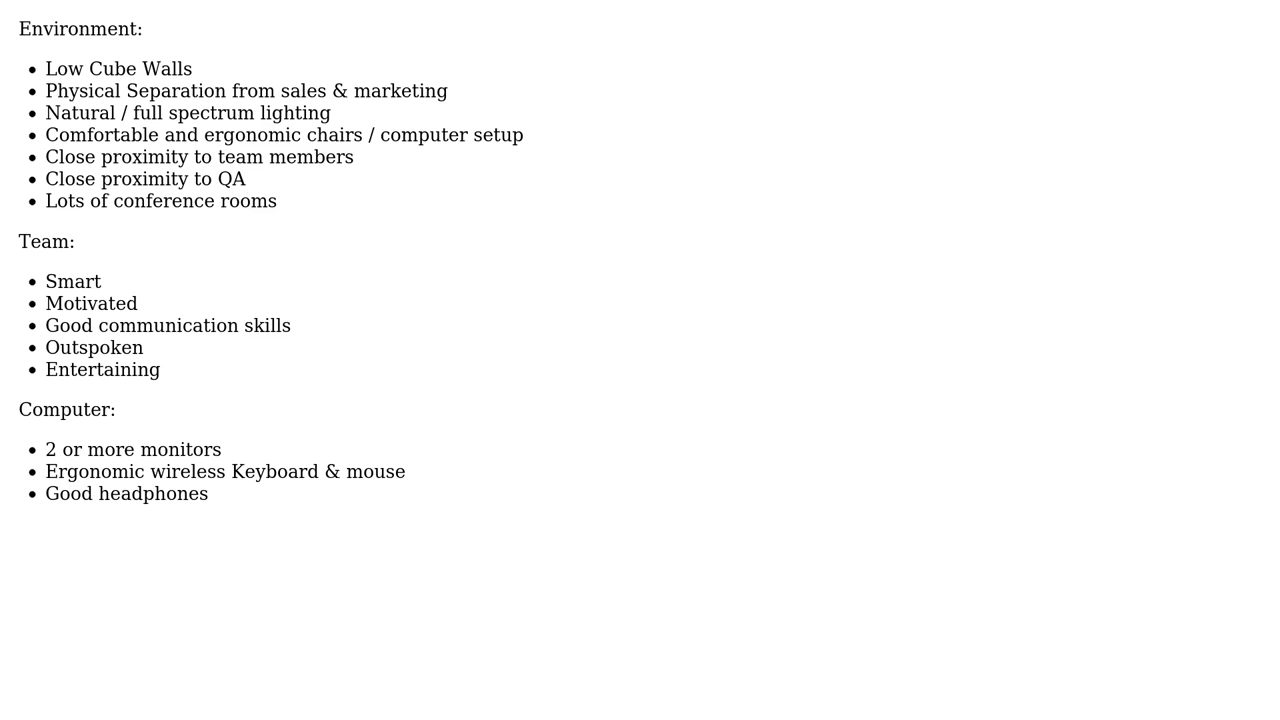 Environment:
• Low Cube Walls
• Physical Separation from sales & marketing
• Natural / full spectrum lighting
• Comfortable and ergonomic chairs / computer setup
• Close proximity to team members
• Close proximity to QA
• Lots of conference rooms
Team:
• Smart
• Motivated
• Good communication skills
• Outspoken
• Entertaining
Computer:
• 2 or more monitors
• Ergonomic wireless Keyboard & mouse
• Good headphones